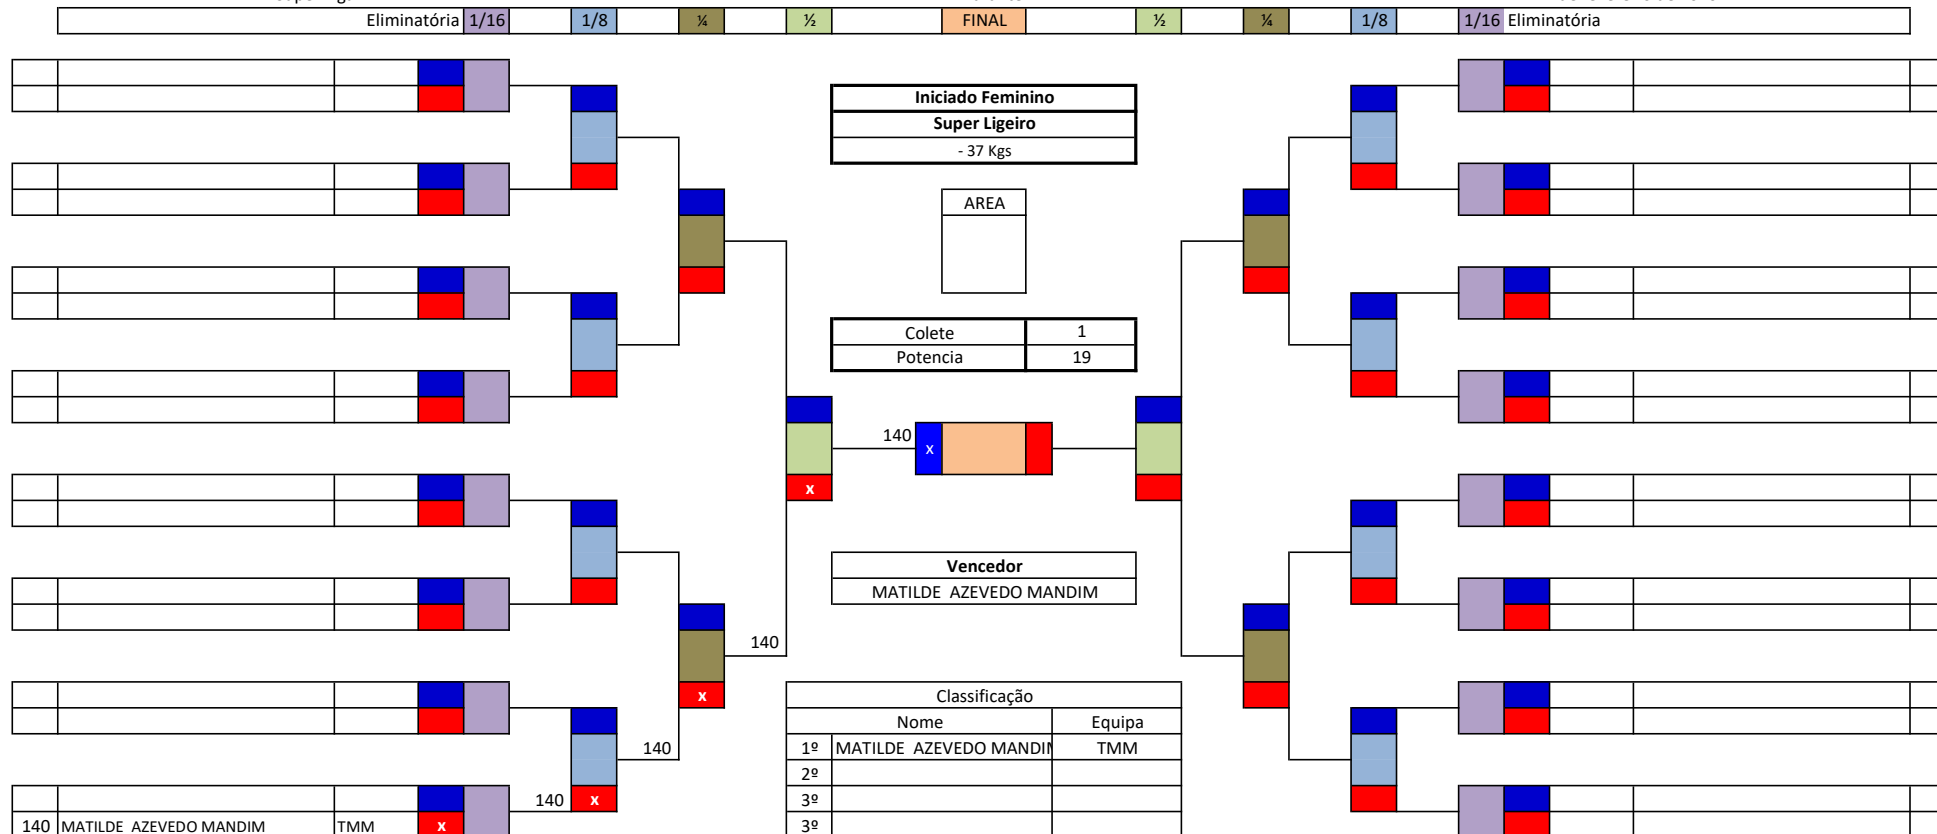 Eliminatória 1/16 1/8 ¼ ½ FINAL ½ ¼ 1/8 1/16 Eliminatória
Iniciado Feminino
Super Ligeiro
- 37 Kgs
AREA
Colete 1
Potencia 19
140 x
x
Vencedor
MATILDE AZEVEDO MANDIM
140
x
Classificação
Nome Equipa
140 1º MATILDE AZEVEDO MANDIM TMM
2º
140 x 3º
140 MATILDE AZEVEDO MANDIM TMM x 3º